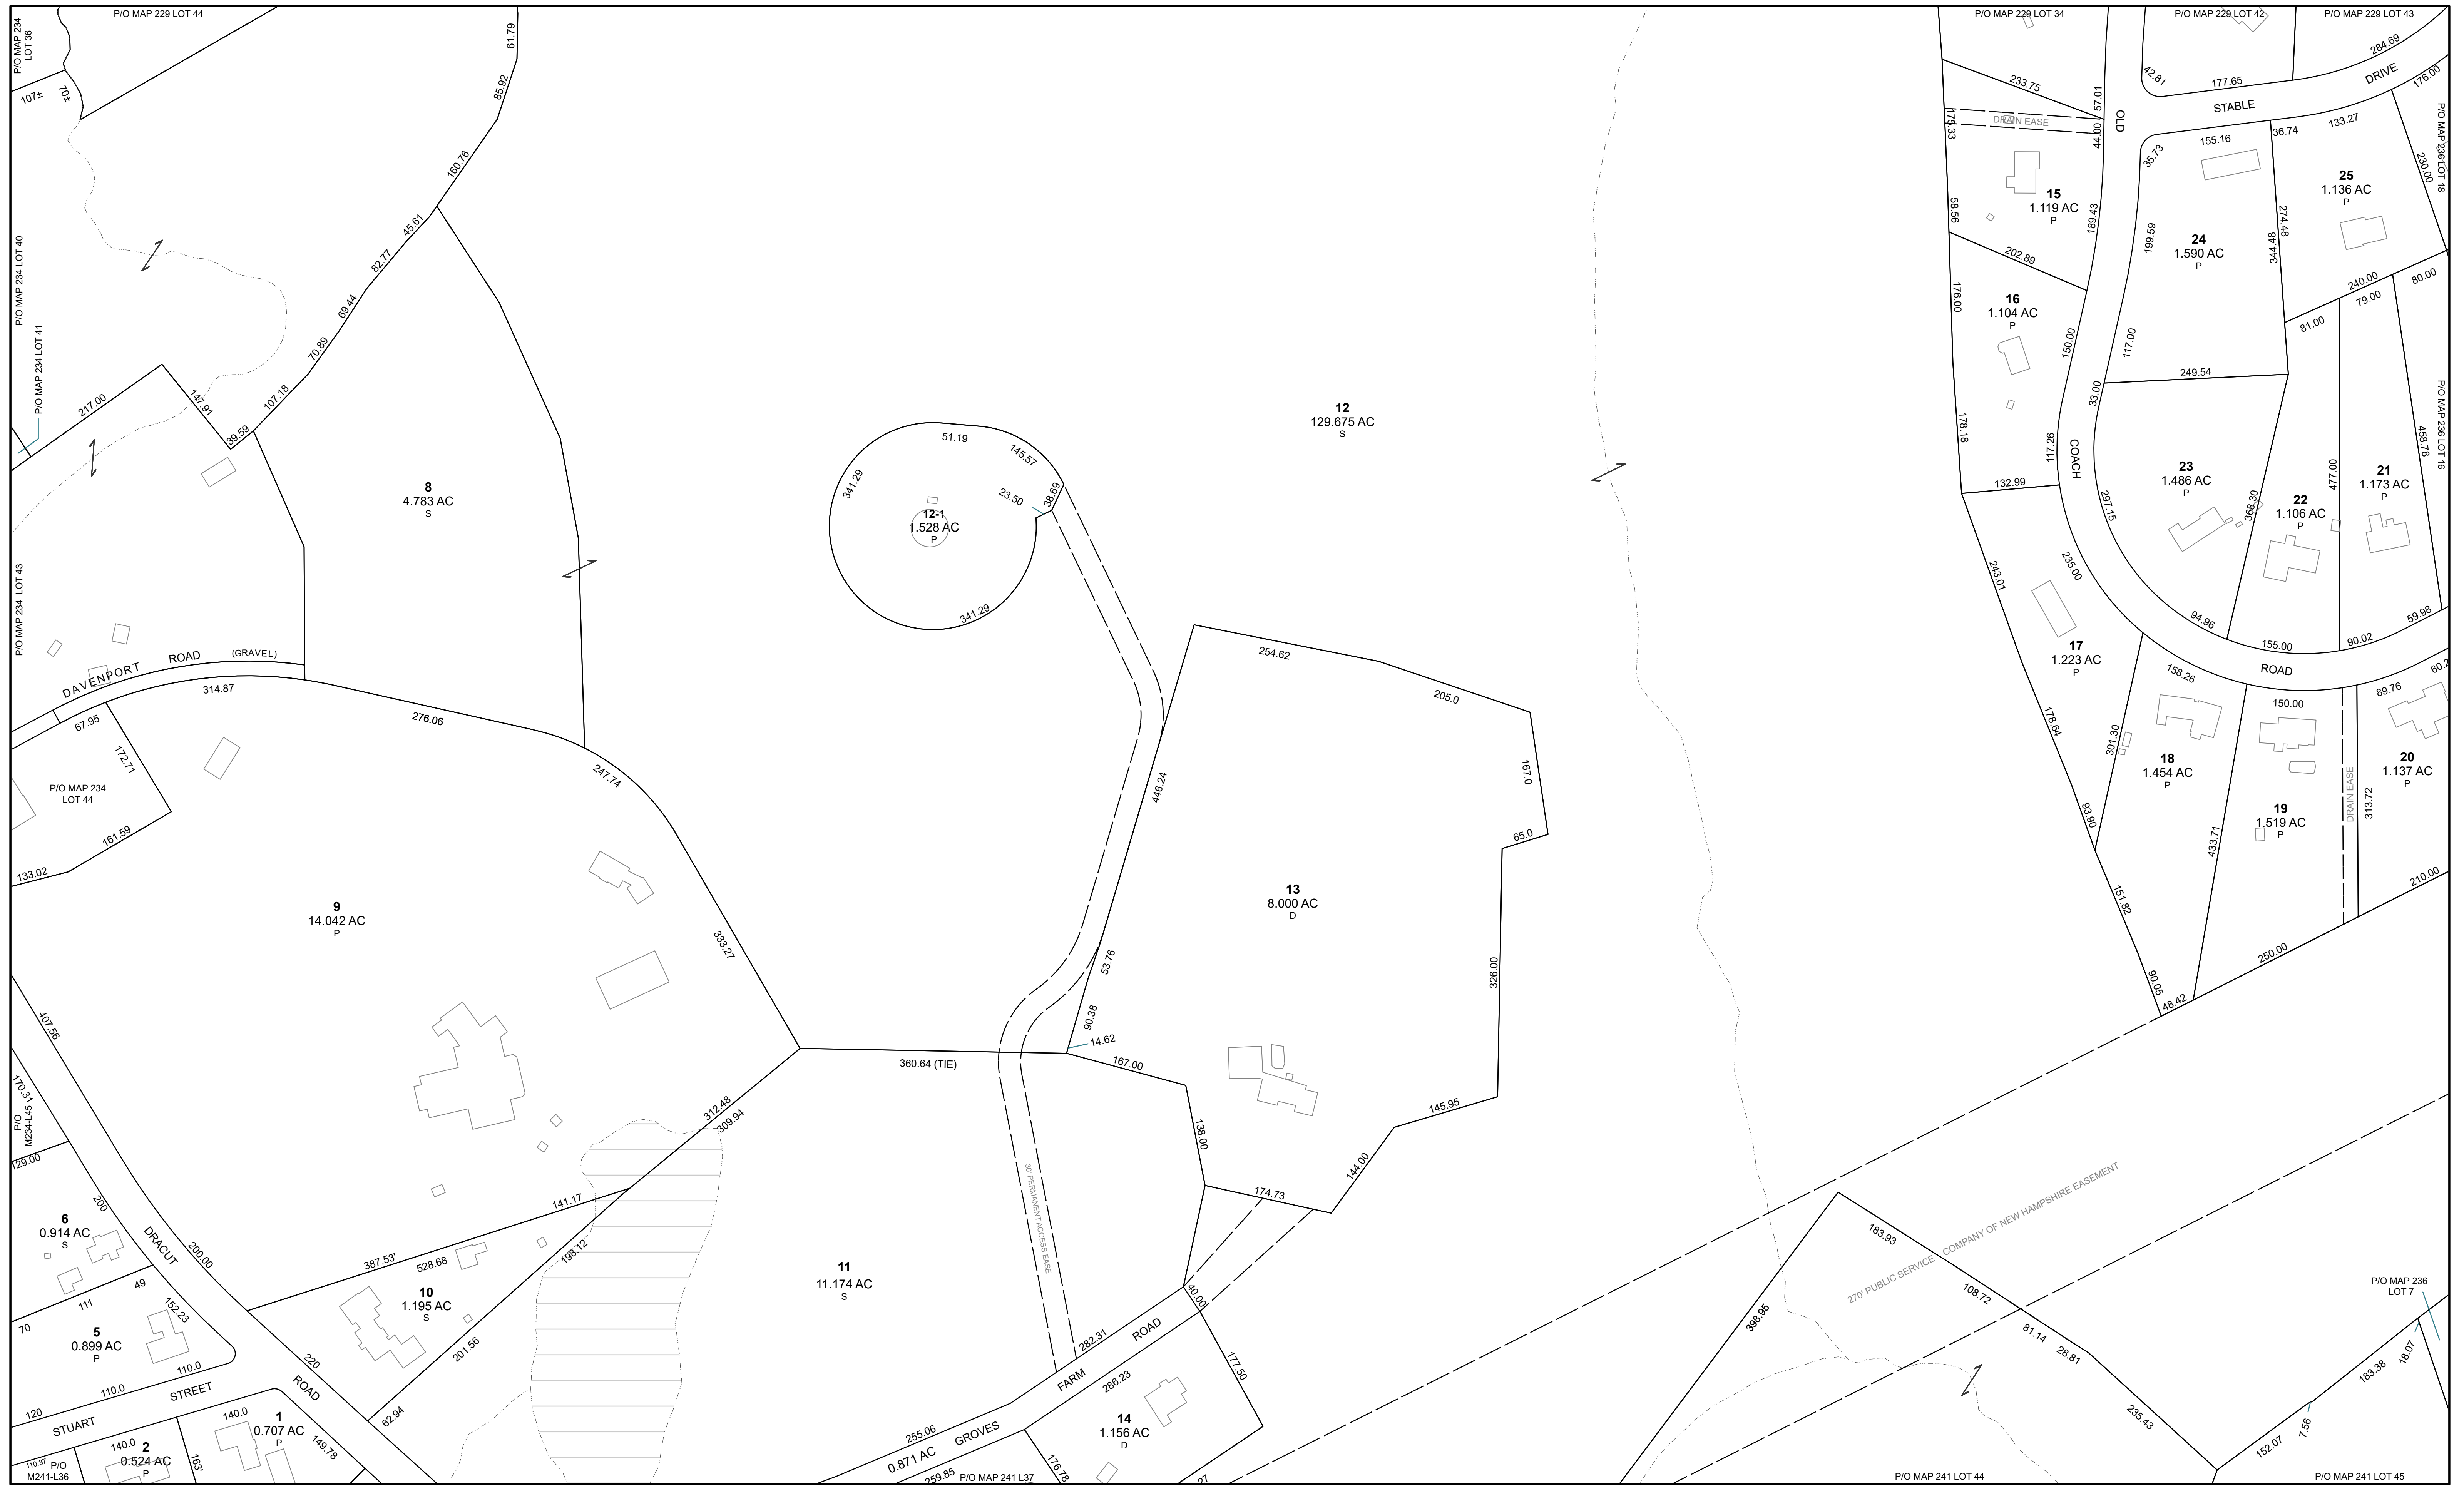 P/O MAP 234
LOT 36
P/O MAP 229 LOT 44
61.79
P/O MAP 229 LOT 34
P/O MAP 229 LOT 42
P/O MAP 229 LOT 43
107±
70±
85.92
160.76
45.61
82.77
69.44
70.89
107.18
39.59
147.91
217.00
P/O MAP 234 LOT 40
P/O MAP 234 LOT 41
P/O MAP 234 LOT 43
8
4.783 AC
S
DAVENPORT
ROAD
(GRAVEL)
67.95
314.87
276.06
247.74
172.71
P/O MAP 234
LOT 44
161.59
133.02
333.27
9
14.042 AC
P
407.56
170.31
P/O
M234-L45
129.00
200
6
0.914 AC
S
DRACUT
200.00
49
111
70
152.23
5
0.899 AC
P
110.0
110.0
120
STUART
STREET
220
ROAD
140.0
1
0.707 AC
P
149.78
140.0
2
0.524 AC
P
163'
110.37
P/O
M241-L36
62.94
387.53'
528.68
141.17
10
1.195 AC
S
201.56
198.12
312.48
309.94
360.64 (TIE)
11
11.174 AC
S
30' PERMANENT ACCESS EASE
282.31
255.06
0.871 AC
GROVES
FARM
ROAD
286.23
259.85
P/O MAP 241 L37
176.78
14
1.156 AC
D
177.50
27
40.00
12
129.675 AC
S
51.19
145.57
341.29
23.50
38.69
12-1
1.528 AC
P
341.29
254.62
205.0
167.0
65.0
446.24
13
8.000 AC
D
326.00
53.76
90.38
14.62
167.00
138.00
174.73
144.00
145.95
233.75
57.01
175.33
DRAIN EASE
44.00
OLD
42.81
177.65
284.69
STABLE
DRIVE
176.00
35.73
155.16
36.74
133.27
230.00
P/O MAP 236 LOT 18
15
1.119 AC
P
58.56
189.43
202.89
199.59
24
1.590 AC
P
274.48
344.48
25
1.136 AC
P
240.00
80.00
79.00
81.00
176.00
16
1.104 AC
P
150.00
117.00
33.00
249.54
178.18
117.26
COACH
132.99
23
1.486 AC
P
297.15
368.30
22
1.106 AC
P
477.00
21
1.173 AC
P
458.78
P/O MAP 236 LOT 16
243.01
235.00
94.96
155.00
90.02
59.98
17
1.223 AC
P
158.26
ROAD
150.00
89.76
178.64
301.30
18
1.454 AC
P
93.90
19
1.519 AC
P
433.71
DRAIN EASE
313.72
20
1.137 AC
P
210.00
250.00
151.82
90.05
48.42
183.93
270' PUBLIC SERVICE COMPANY OF NEW HAMPSHIRE EASEMENT
108.72
398.95
81.14
28.81
235.43
P/O MAP 236
LOT 7
18.07
183.38
7.56
152.07
P/O MAP 241 LOT 44
P/O MAP 241 LOT 45